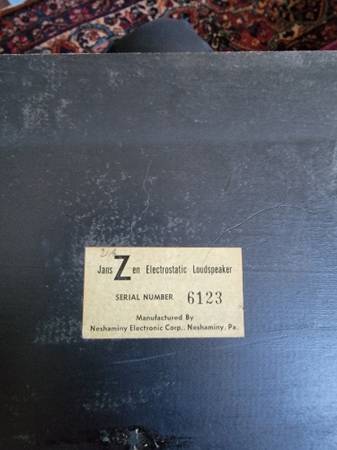 JansZen Electrostatic Loudspeaker
SERIAL NUMBER 6123
Manufactured By
Neshaminy Electronic Corp., Neshaminy, Pa.